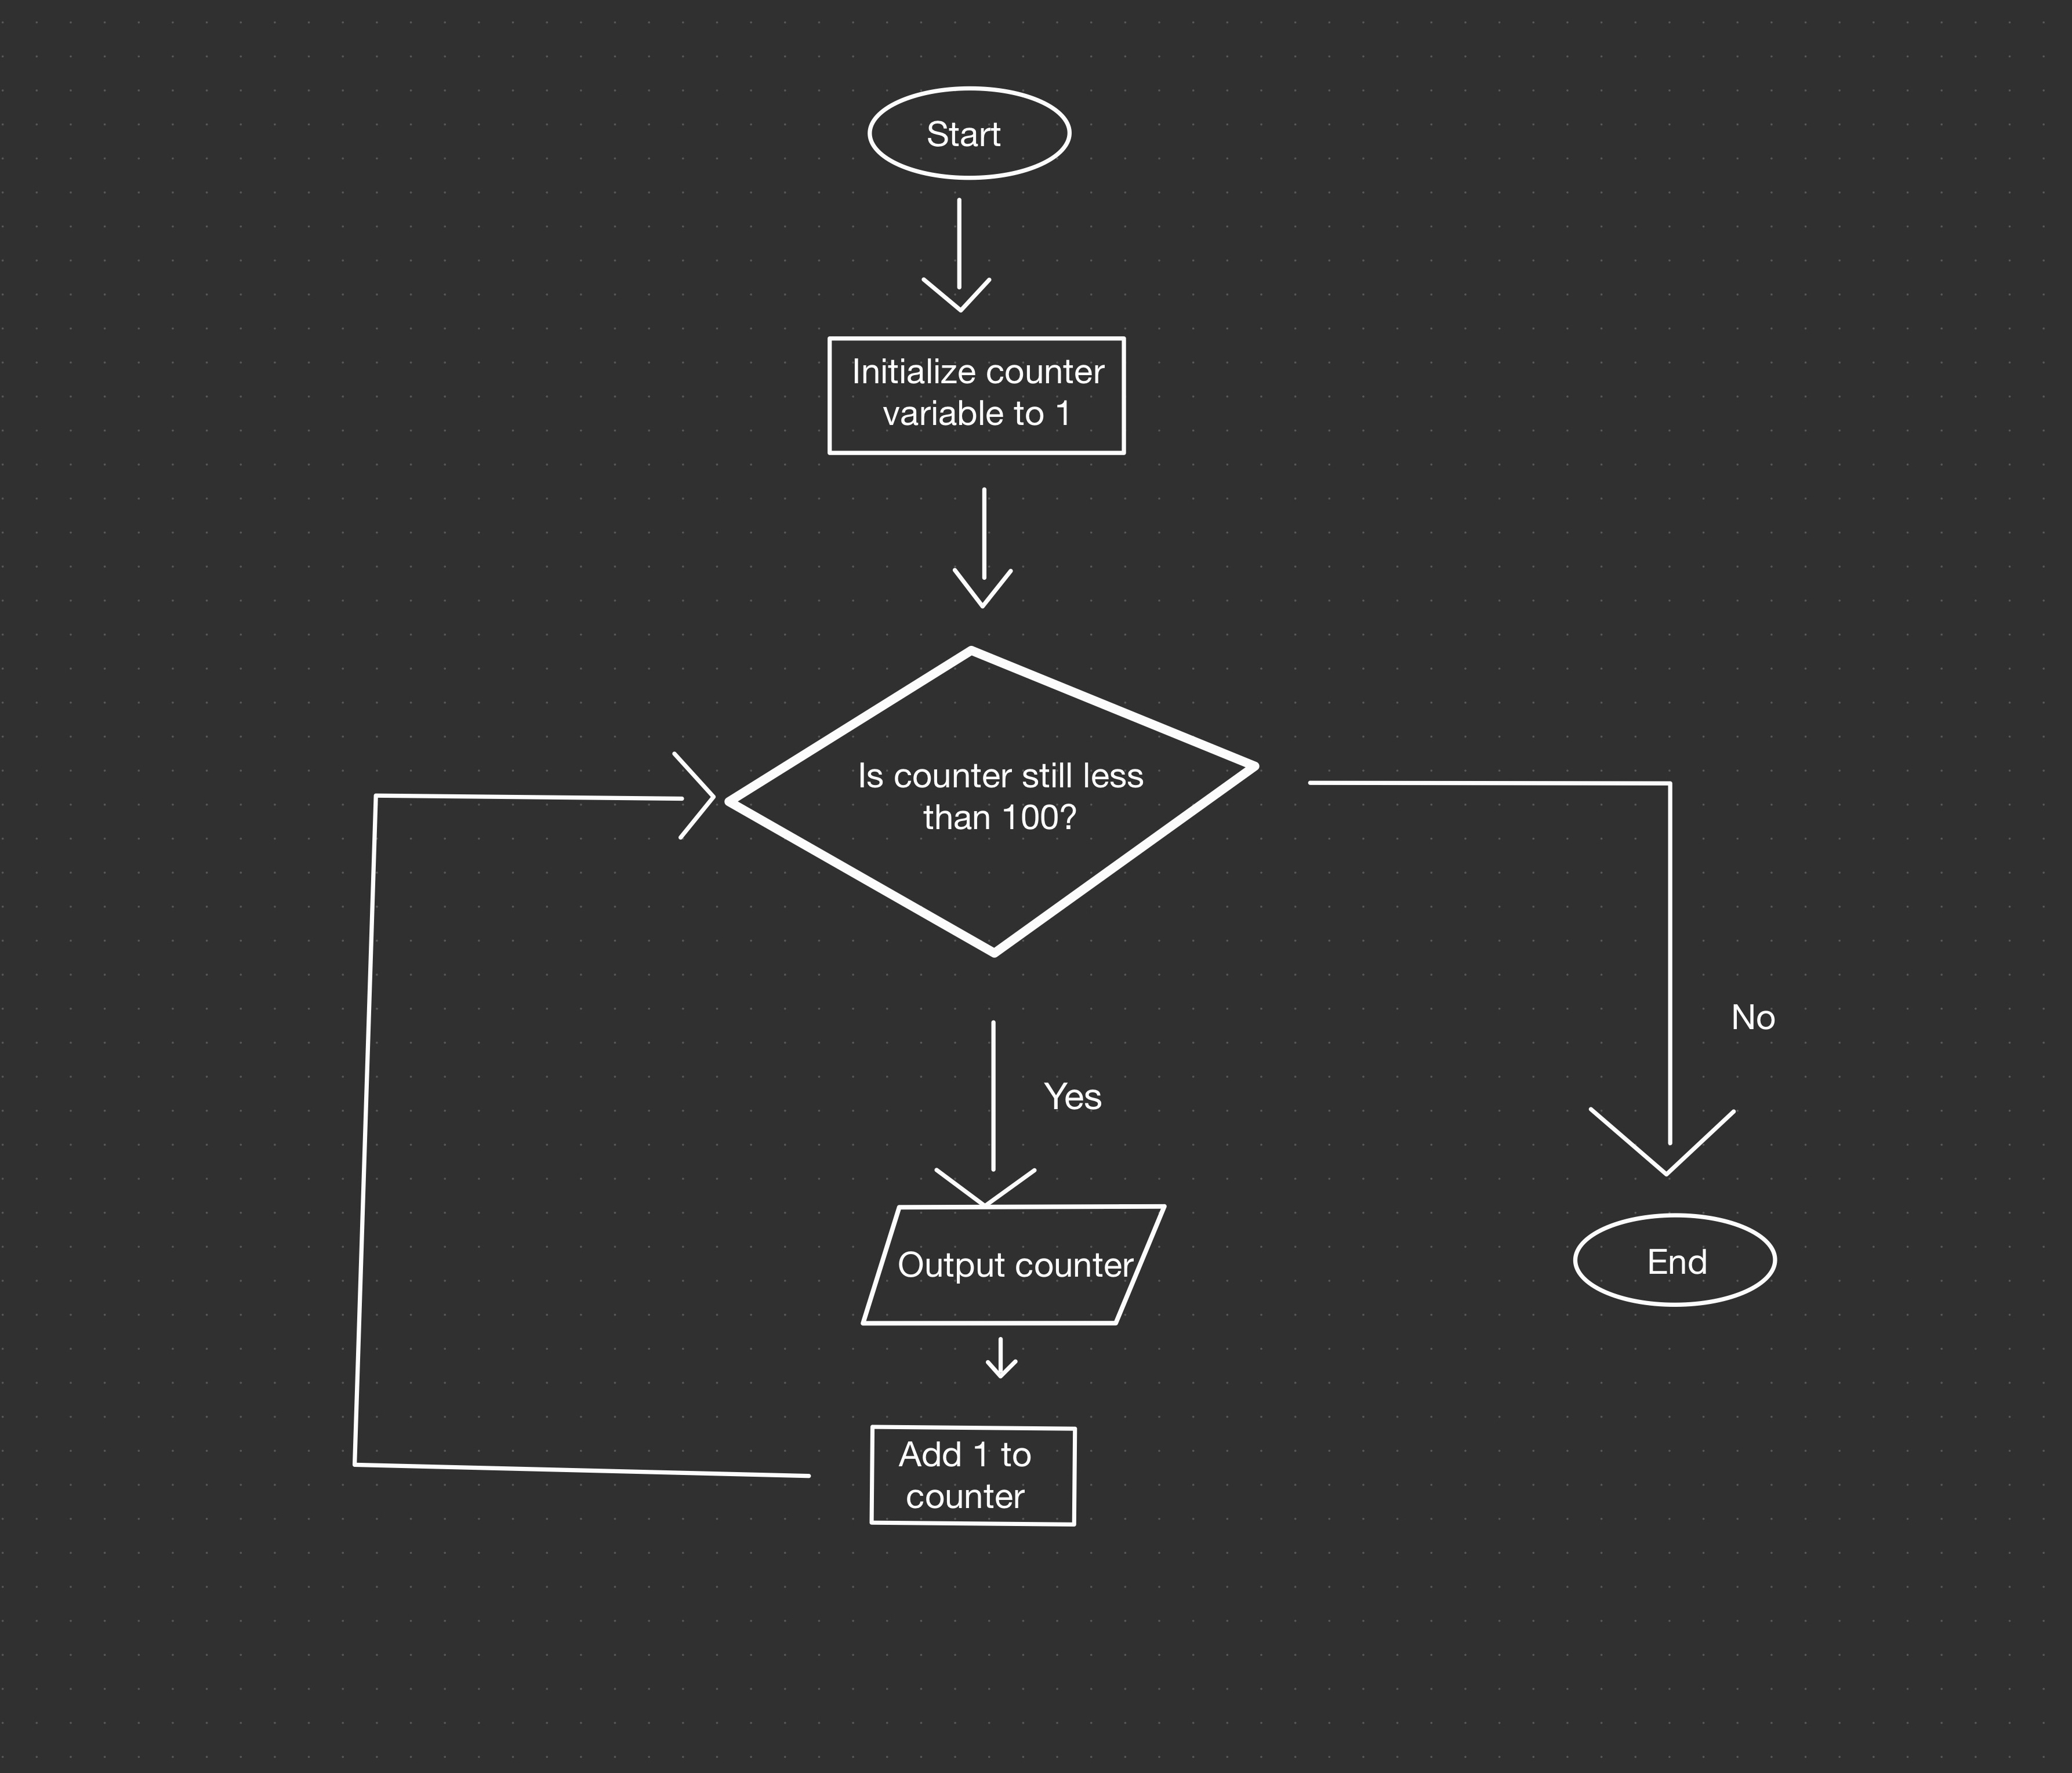 Start
Initialize counter
variable to 1
Is counter still less
than 100?
No
Yes
Output counter
End
Add 1 to
counter